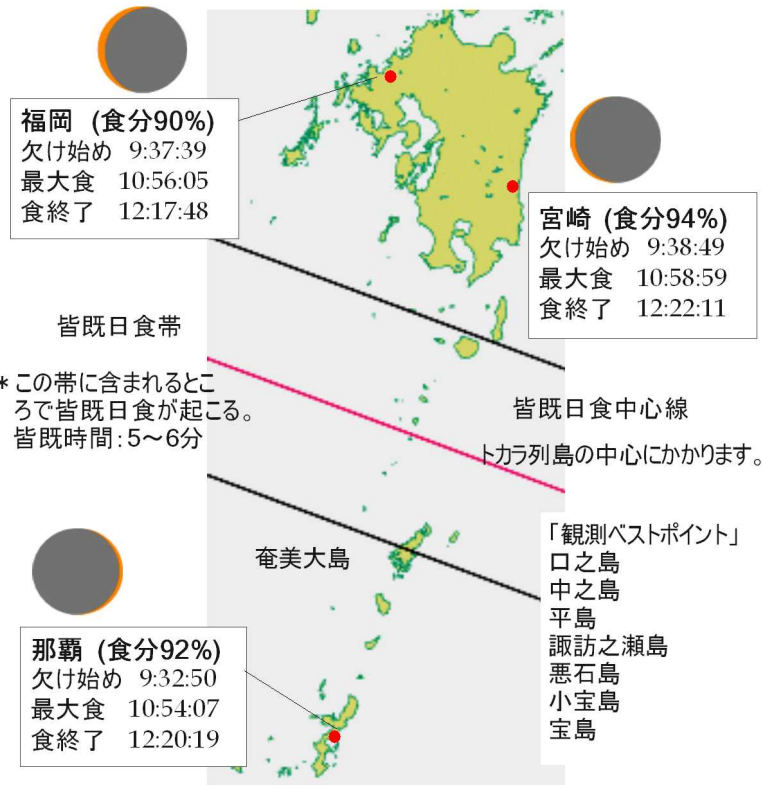 福岡 (食分90%)
欠け始め 9:37:39
最大食 10:56:05
食終了 12:17:48
宮崎 (食分94%)
欠け始め 9:38:49
最大食 10:58:59
食終了 12:22:11
皆既日食帯
*この帯に含まれるとこ
ろで皆既日食が起こる。
皆既時間:5～6分
皆既日食中心線
トカラ列島の中心にかかります。
奄美大島
「観測ベストポイント」
口之島
中之島
平島
諏訪之瀬島
悪石島
小宝島
宝島
那覇 (食分92%)
欠け始め 9:32:50
最大食 10:54:07
食終了 12:20:19